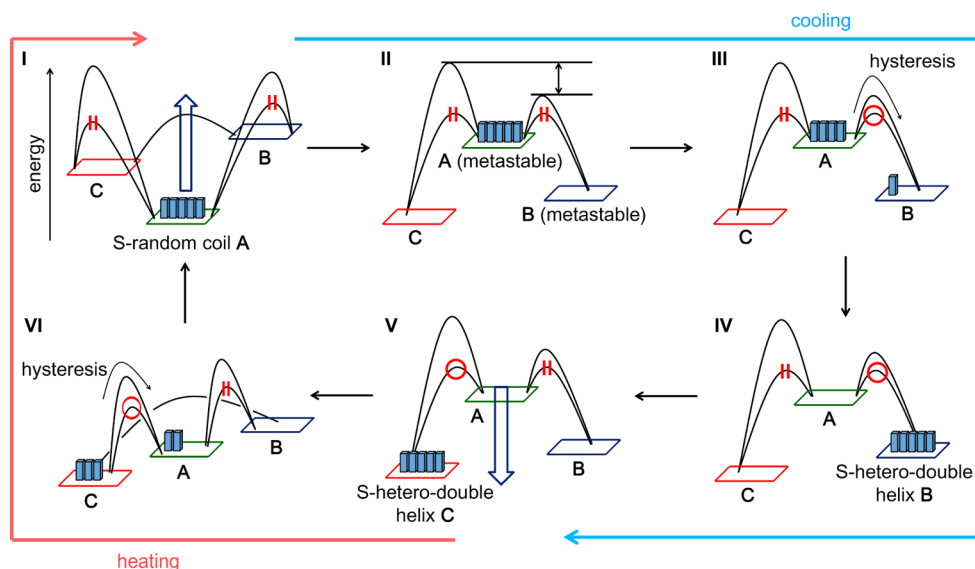 cooling
I
energy
C
B
S-random coil A
II
A (metastable)
B (metastable)
C
III
hysteresis
A
B
C
VI
hysteresis
C
A
B
V
A
B
S-hetero-double
helix C
IV
A
C
S-hetero-double
helix B
heating